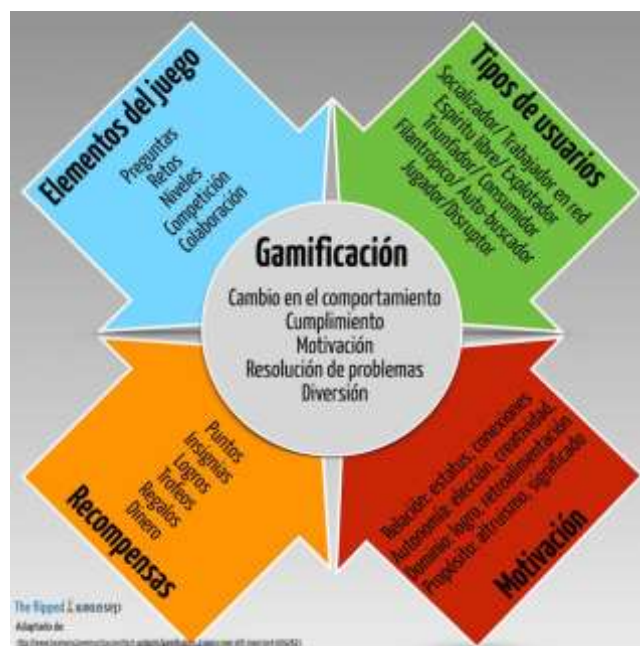 Elementos del juego
Preguntas
Retos
Niveles
Competición
Colaboración
Tipos de usuarios
Socializador/ Trabajador en red
Espíritu libre/ Explorador
Triunfador/ Consumidor
Filantrópico/ Auto-buscador
Jugador/Disruptor
Gamificación
Cambio en el comportamiento
Cumplimiento
Motivación
Resolución de problemas
Diversión
Puntos
Insignias
Logros
Trofeos
Regalos
Dinero
Recompensas
Relación: estatus, conexiones
Autonomía: elección, creatividad,
Dominio: logro, retroalimentación
Propósito: altruismo, significado
Motivación
The flipped
Adaptado de: